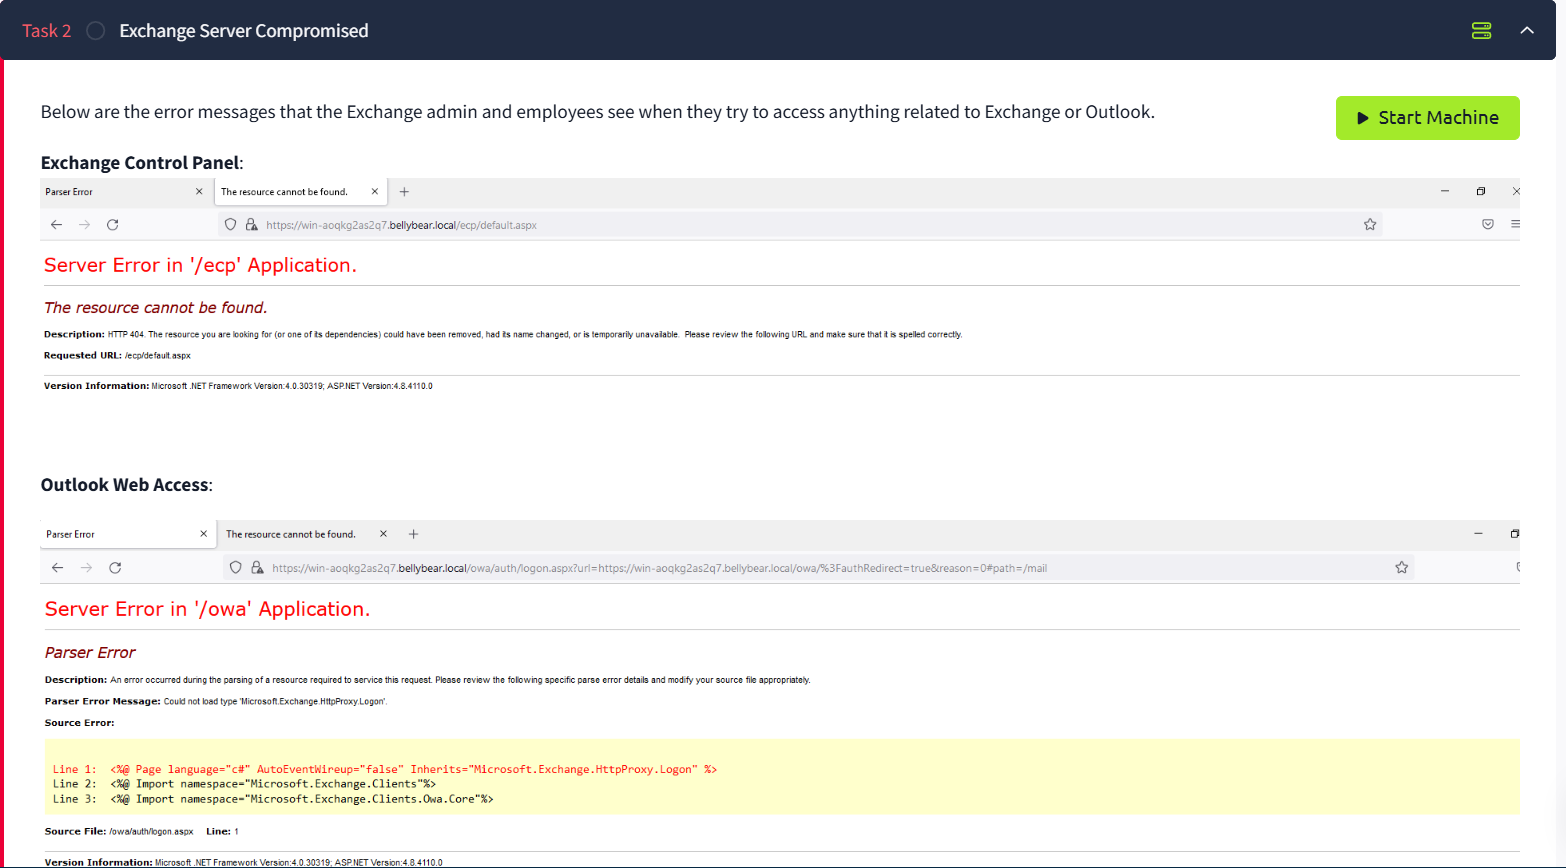 Task 2 Exchange Server Compromised
Below are the error messages that the Exchange admin and employees see when they try to access anything related to Exchange or Outlook.
Start Machine
Exchange Control Panel:
Parser Error The resource cannot be found.
https://win-aoqkg2as2q7.bellybear.local/ecp/default.aspx
Server Error in '/ecp' Application.
The resource cannot be found.
Description: HTTP 404. The resource you are looking for (or one of its dependencies) could have been removed, had its name changed, or is temporarily unavailable. Please review the following URL and make sure that it is spelled correctly.
Requested URL: /ecp/default.aspx
Version Information: Microsoft .NET Framework Version:4.0.30319; ASP.NET Version:4.8.4110.0
Outlook Web Access:
Parser Error The resource cannot be found.
https://win-aoqkg2as2q7.bellybear.local/owa/auth/logon.aspx?url=https://win-aoqkg2as2q7.bellybear.local/owa/%3FauthRedirect=true&reason=0#path=/mail
Server Error in '/owa' Application.
Parser Error
Description: An error occurred during the parsing of a resource required to service this request. Please review the following specific parse error details and modify your source file appropriately.
Parser Error Message: Could not load type 'Microsoft.Exchange.HttpProxy.Logon'.
Source Error:
Line 1: <%@ Page language="c#" AutoEventWireup="false" Inherits="Microsoft.Exchange.HttpProxy.Logon" %>
Line 2: <%@ Import namespace="Microsoft.Exchange.Clients"%>
Line 3: <%@ Import namespace="Microsoft.Exchange.Clients.Owa.Core"%>
Source File: /owa/auth/logon.aspx Line: 1
Version Information: Microsoft .NET Framework Version:4.0.30319; ASP.NET Version:4.8.4110.0